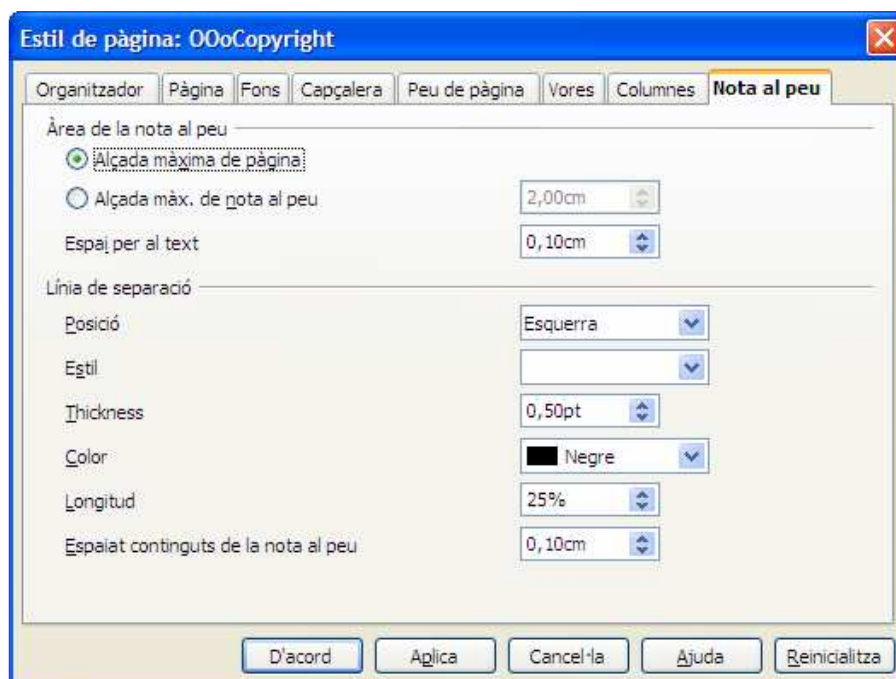 Estil de pàgina: OOoCopyright
Organitzador Pàgina Fons Capçalera Peu de pàgina Vores Columnes Nota al peu
Àrea de la nota al peu
Alçada màxima de pàgina
Alçada màx. de nota al peu 2,00cm
Espai per al text 0,10cm
Línia de separació
Posició Esquerra
Estil
Thickness 0,50pt
Color Negre
Longitud 25%
Espaiat continguts de la nota al peu 0,10cm
D'acord Aplica Cancel·la Ajuda Reinicialitza